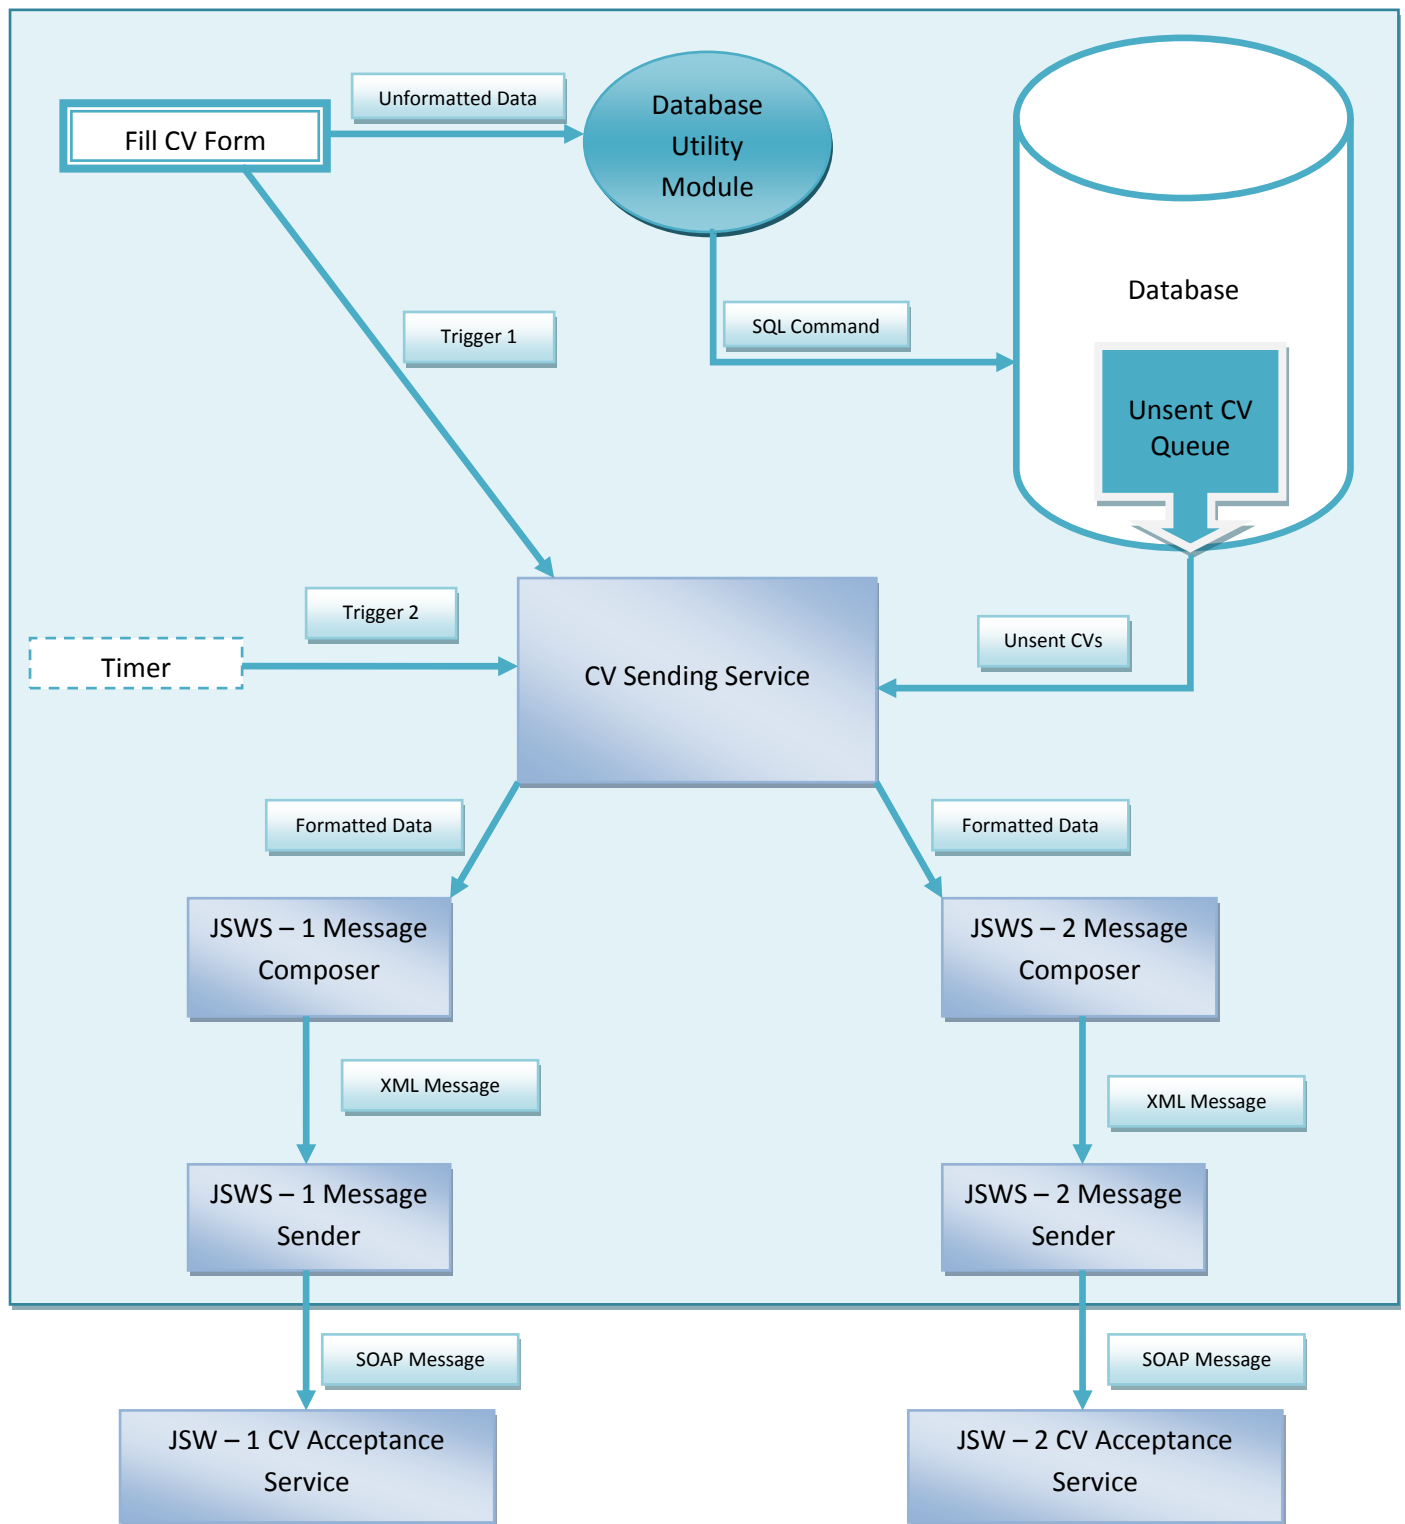 Unformatted Data
Fill CV Form
Database
Utility
Module
Database
SQL Command
Trigger 1
Unsent CV
Queue
Trigger 2
Timer
CV Sending Service
Unsent CVs
Formatted Data
Formatted Data
JSWS – 1 Message
Composer
JSWS – 2 Message
Composer
XML Message
XML Message
JSWS – 1 Message
Sender
JSWS – 2 Message
Sender
SOAP Message
SOAP Message
JSW – 1 CV Acceptance
Service
JSW – 2 CV Acceptance
Service